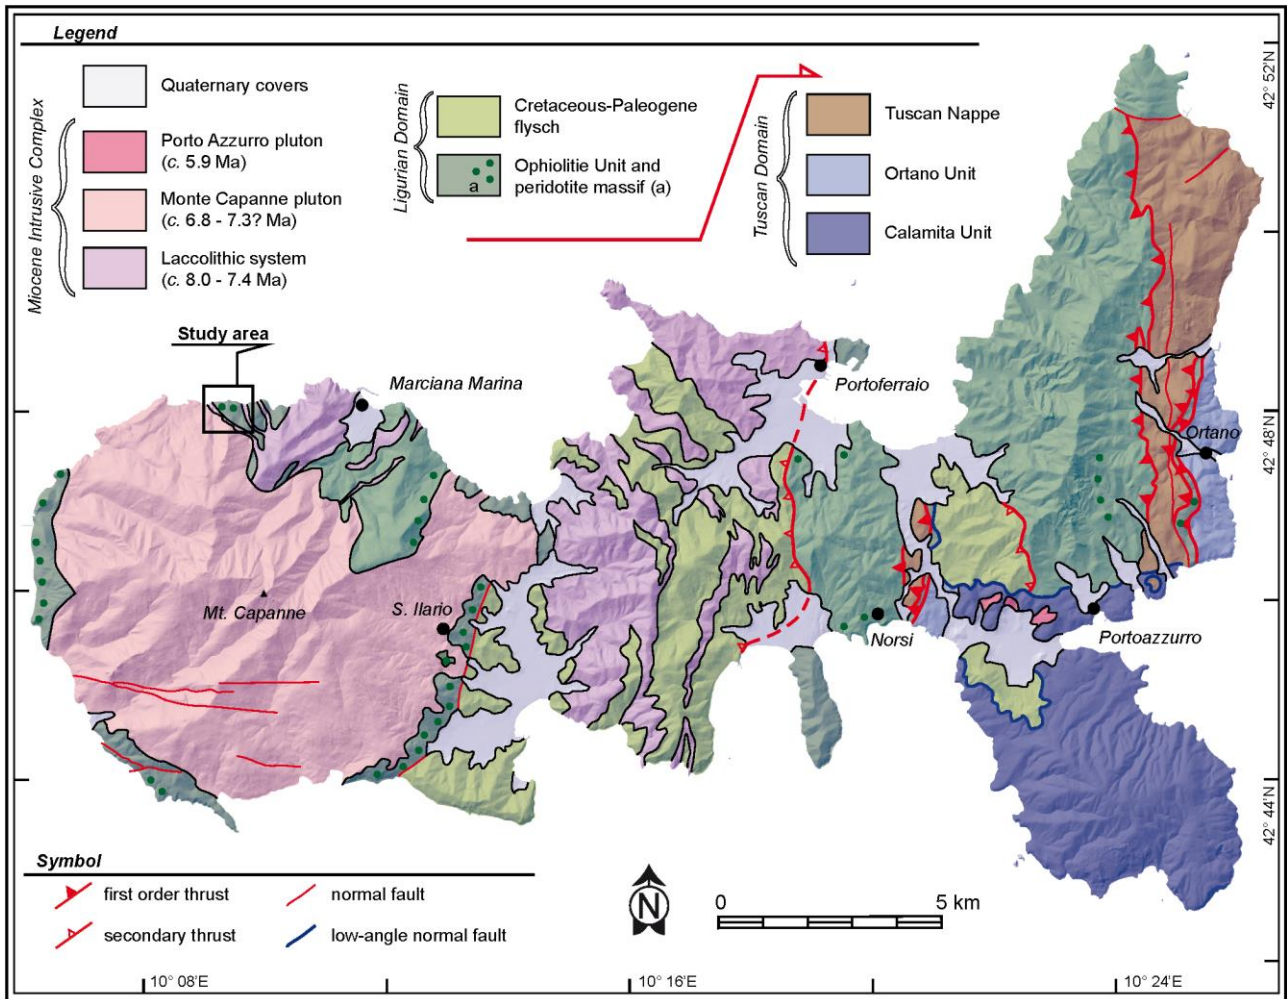 Legend
Miocene Intrusive Complex
Quaternary covers
Porto Azzurro pluton
(c. 5.9 Ma)
Monte Capanne pluton
(c. 6.8 - 7.3? Ma)
Laccolithic system
(c. 8.0 - 7.4 Ma)
Ligurian Domain
Cretaceous-Paleogene
flysch
a
Ophiolitie Unit and
peridotite massif (a)
Tuscan Domain
Tuscan Nappe
Ortano Unit
Calamita Unit
Study area
Marciana Marina
Portoferraio
Ortano
Mt. Capanne
S. Ilario
Norsi
Portoazzurro
42° 52'N
42° 48'N
42° 44'N
Symbol
first order thrust
normal fault
secondary thrust
low-angle normal fault
N
0
5 km
10° 08'E
10° 16'E
10° 24'E